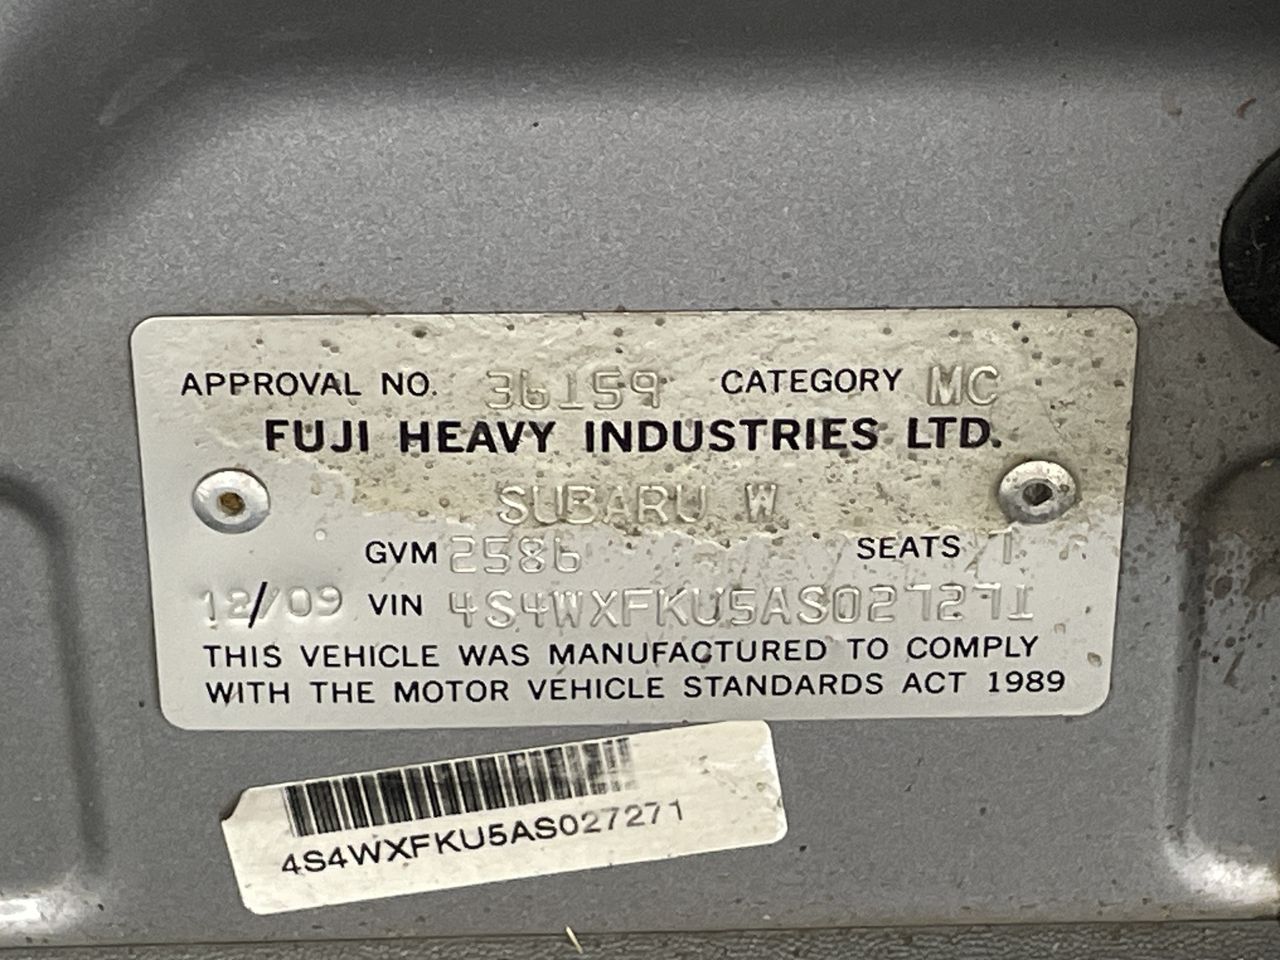 APPROVAL NO. 36159 CATEGORY MC
FUJI HEAVY INDUSTRIES LTD.
SUBARU W
GVM 2586 SEATS 7
12/09 VIN 4S4WXFKU5AS027271
THIS VEHICLE WAS MANUFACTURED TO COMPLY
WITH THE MOTOR VEHICLE STANDARDS ACT 1989
4S4WXFKU5AS027271